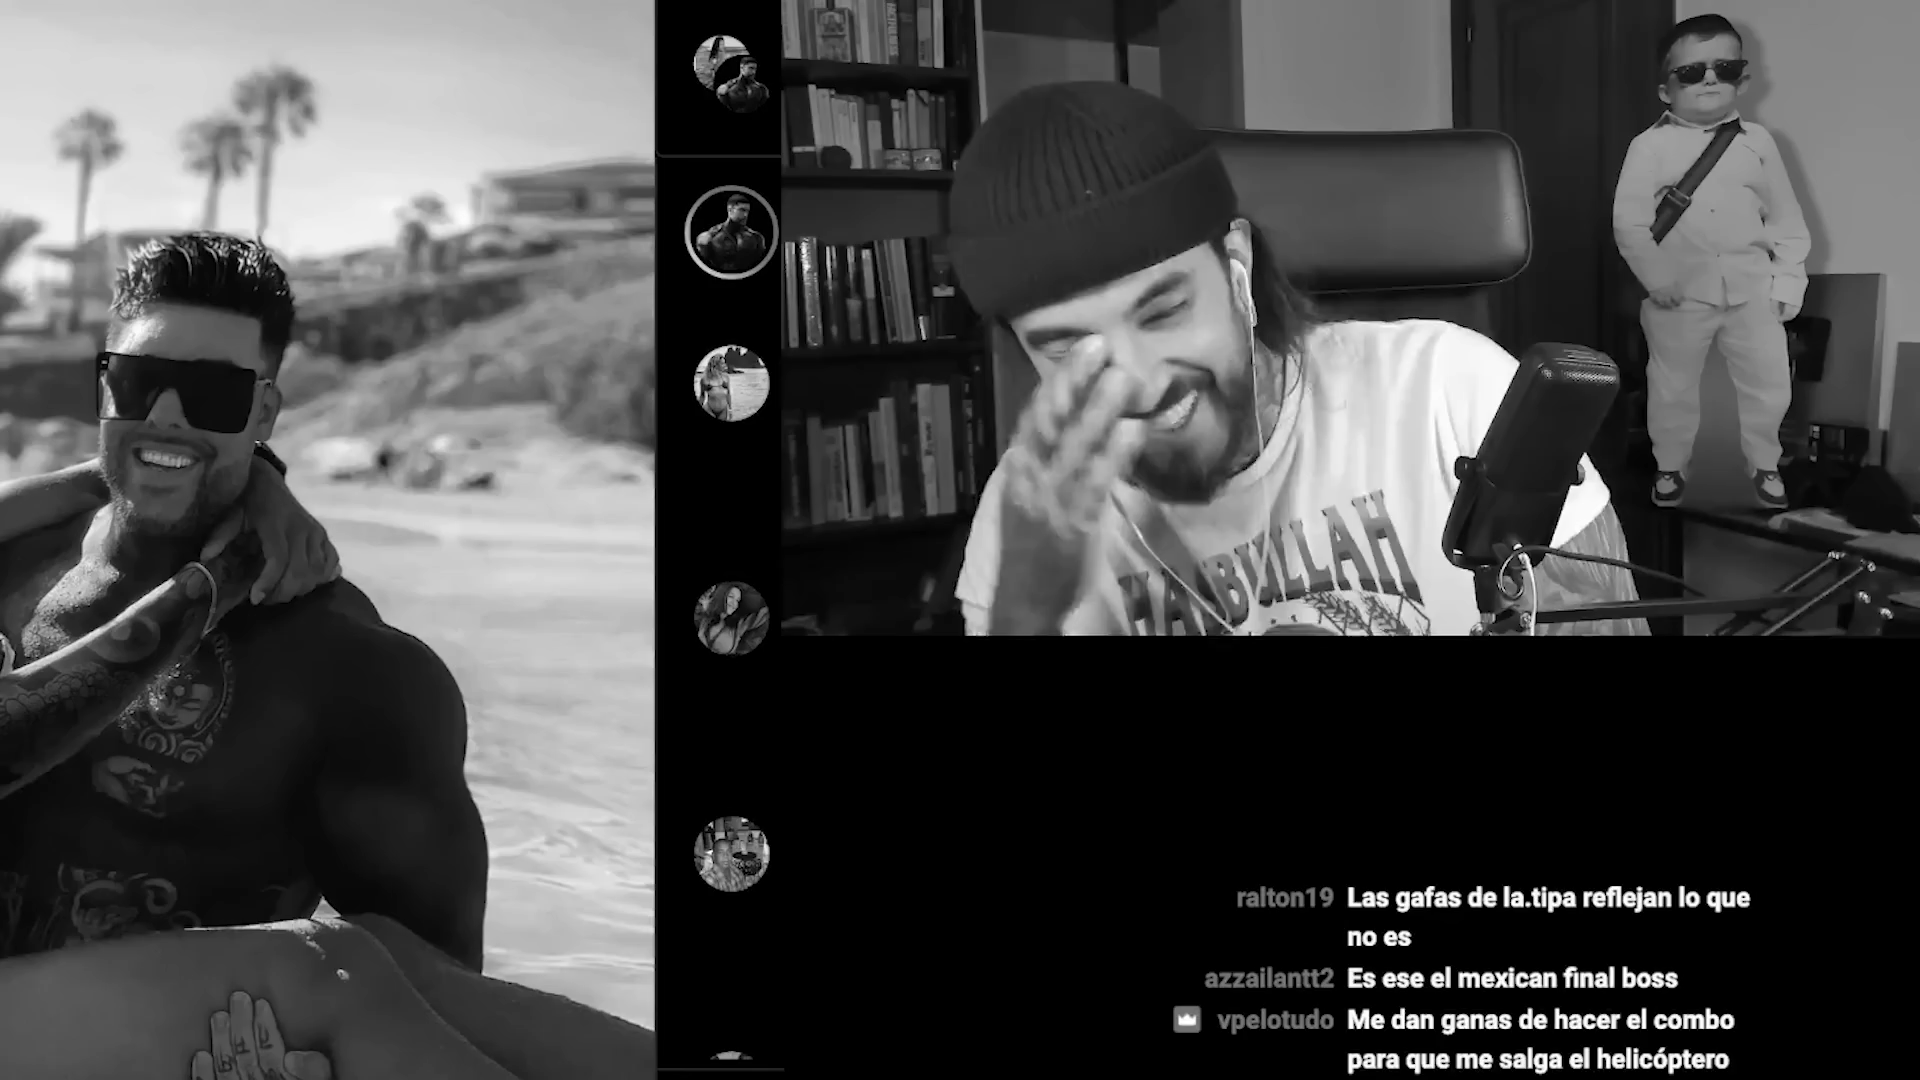 HASBULLAH
ralton19 Las gafas de la.tipa reflejan lo que
no es
azzailantt2 Es ese el mexican final boss
vpelotudo Me dan ganas de hacer el combo
para que me salga el helicóptero